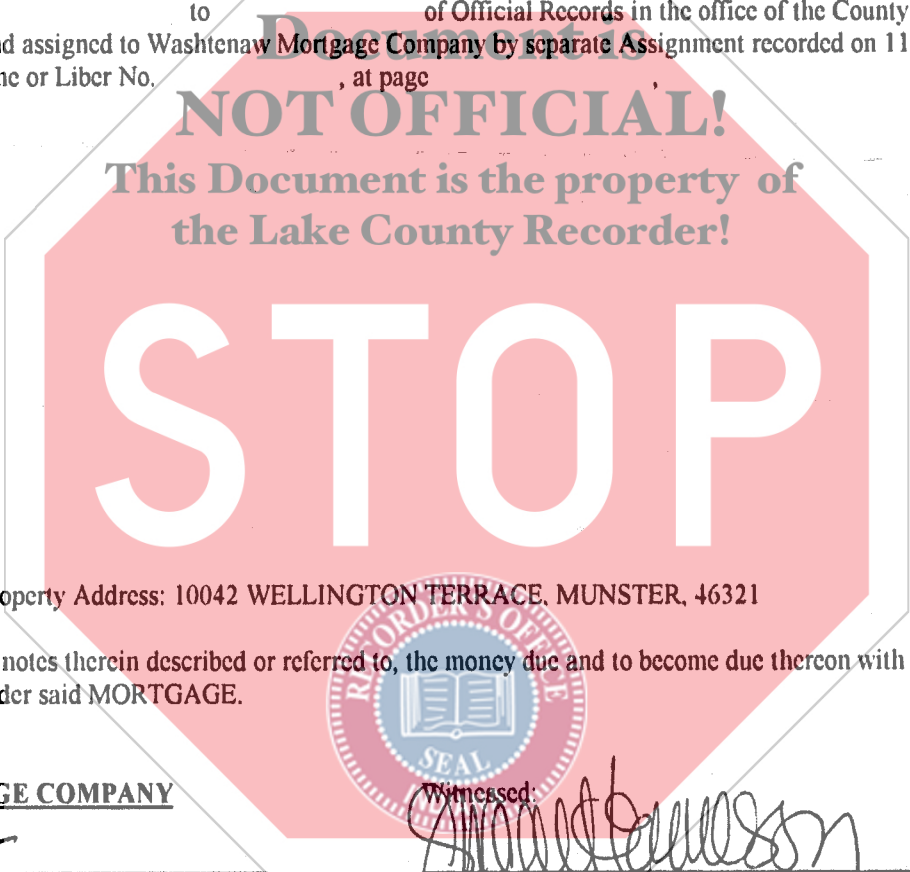 to of Official Records in the office of the County
d assigned to Washtenaw Mortgage Company by separate Assignment recorded on 11
ne or Liber No. , at page ,
Document is
NOT OFFICIAL!
This Document is the property of
the Lake County Recorder!
STOP
operty Address: 10042 WELLINGTON TERRACE, MUNSTER, 46321
RECORDER'S OFFICE
notes therein described or referred to, the money due and to become due thereon with
der said MORTGAGE.
SEAL
GE COMPANY Witnessed: